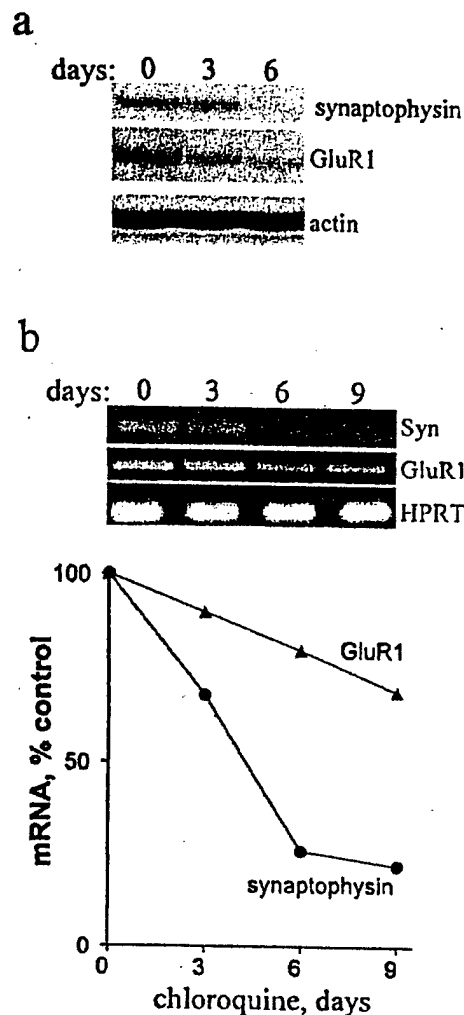 a
days: 0 3 6
synaptophysin
GluR1
actin
b
days: 0 3 6 9
Syn
GluR1
HPRT
100
50
0
mRNA, % control
GluR1
synaptophysin
0 3 6 9
chloroquine, days